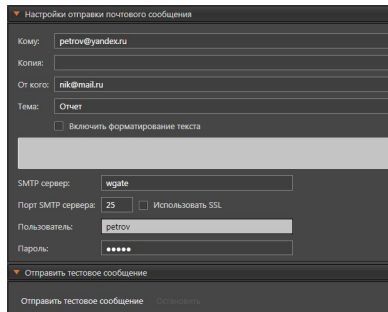 Настройки отправки почтового сообщения
Кому: petrov@yandex.ru
Копия:
От кого: nik@mail.ru
Тема: Отчет
Включить форматирование текста
SMTP сервер: wgate
Порт SMTP сервера: 25 Использовать SSL
Пользователь: petrov
Пароль: •••••
Отправить тестовое сообщение
Отправить тестовое сообщение Остановить